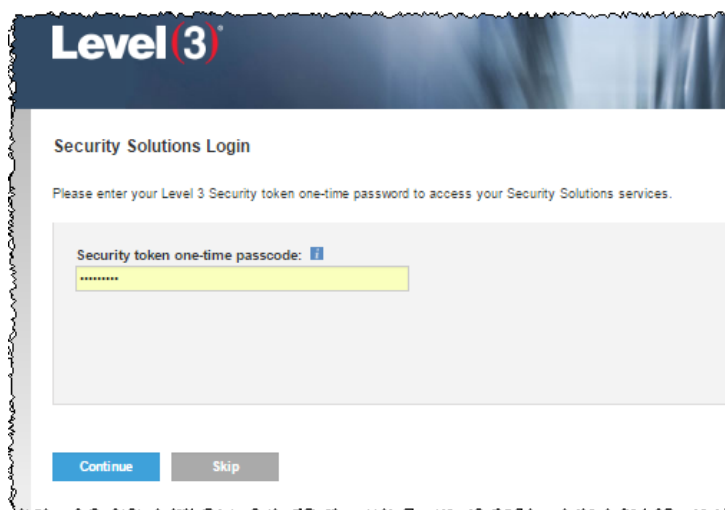 Level(3)®
Security Solutions Login
Please enter your Level 3 Security token one-time password to access your Security Solutions services.
Security token one-time passcode: i
•••••••••
Continue Skip